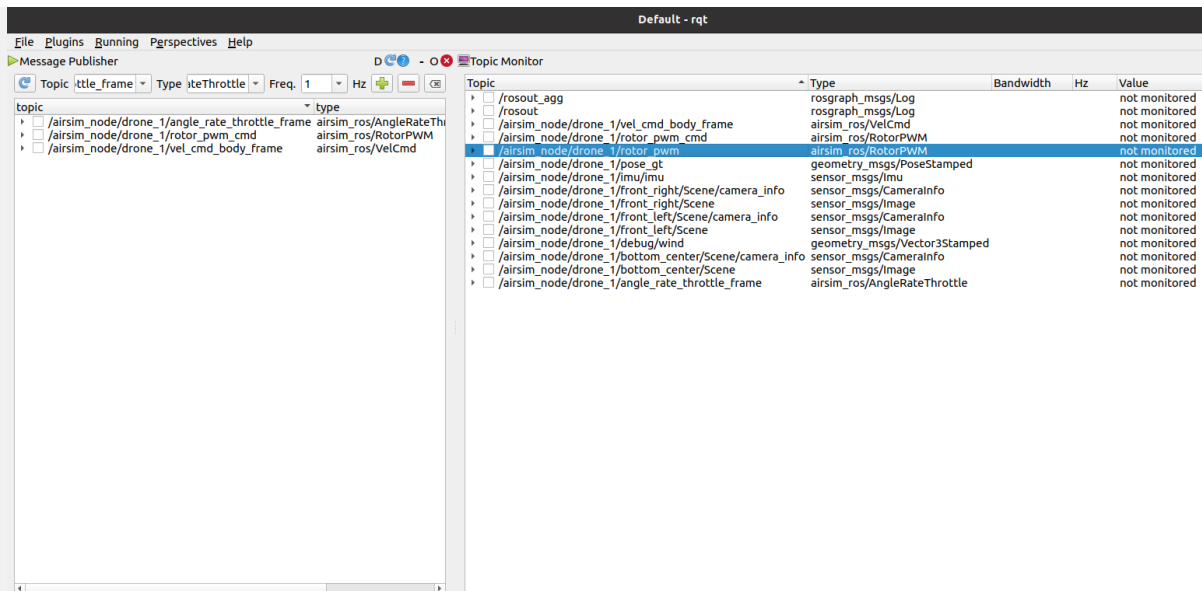 Default - rqt
File Plugins Running Perspectives Help
Message Publisher D - O
Topic ttle_frame Type ateThrottle Freq. 1 Hz
topic type
/airsim_node/drone_1/angle_rate_throttle_frame airsim_ros/AngleRateThr
/airsim_node/drone_1/rotor_pwm_cmd airsim_ros/RotorPWM
/airsim_node/drone_1/vel_cmd_body_frame airsim_ros/VelCmd
Topic Monitor
Topic Type Bandwidth Hz Value
/rosout_agg rosgraph_msgs/Log not monitored
/rosout rosgraph_msgs/Log not monitored
/airsim_node/drone_1/vel_cmd_body_frame airsim_ros/VelCmd not monitored
/airsim_node/drone_1/rotor_pwm_cmd airsim_ros/RotorPWM not monitored
/airsim_node/drone_1/rotor_pwm airsim_ros/RotorPWM not monitored
/airsim_node/drone_1/pose_gt geometry_msgs/PoseStamped not monitored
/airsim_node/drone_1/imu/imu sensor_msgs/Imu not monitored
/airsim_node/drone_1/front_right/Scene/camera_info sensor_msgs/CameraInfo not monitored
/airsim_node/drone_1/front_right/Scene sensor_msgs/Image not monitored
/airsim_node/drone_1/front_left/Scene/camera_info sensor_msgs/CameraInfo not monitored
/airsim_node/drone_1/front_left/Scene sensor_msgs/Image not monitored
/airsim_node/drone_1/debug/wind geometry_msgs/Vector3Stamped not monitored
/airsim_node/drone_1/bottom_center/Scene/camera_info sensor_msgs/CameraInfo not monitored
/airsim_node/drone_1/bottom_center/Scene sensor_msgs/Image not monitored
/airsim_node/drone_1/angle_rate_throttle_frame airsim_ros/AngleRateThrottle not monitored